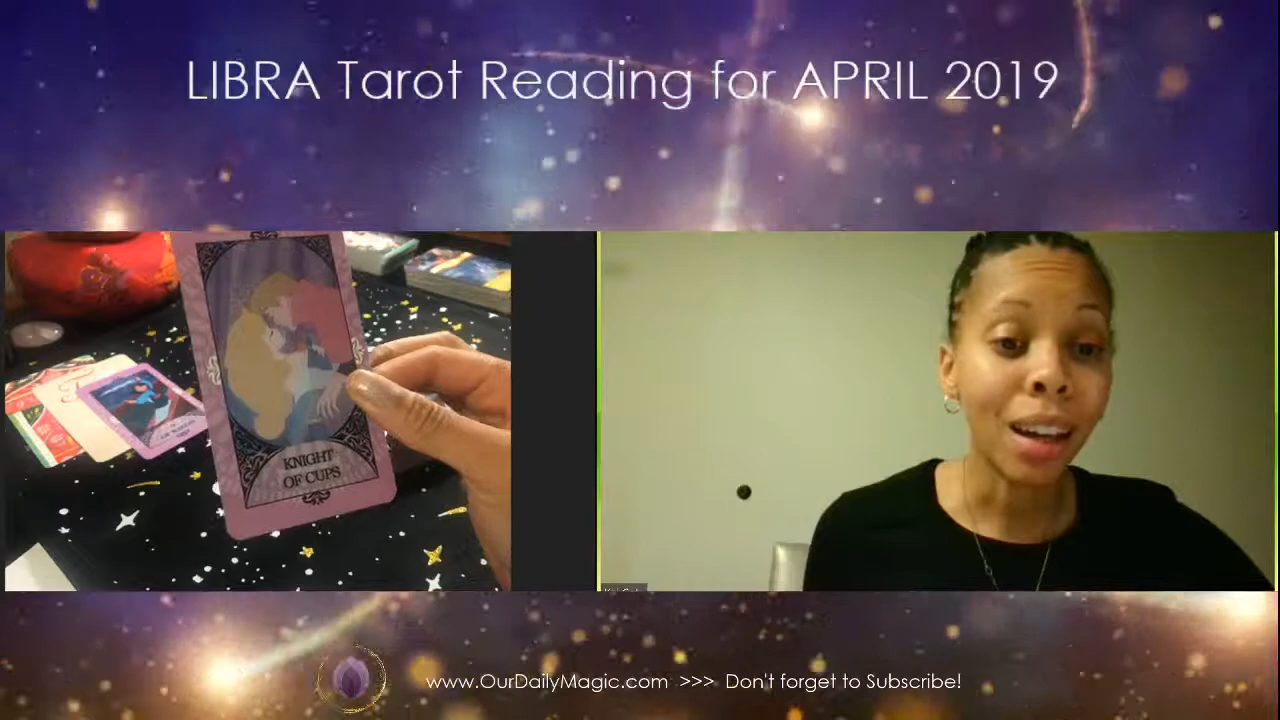 LIBRA Tarot Reading for APRIL 2019
KNIGHT
OF CUPS
www.OurDailyMagic.com >>> Don't forget to Subscribe!